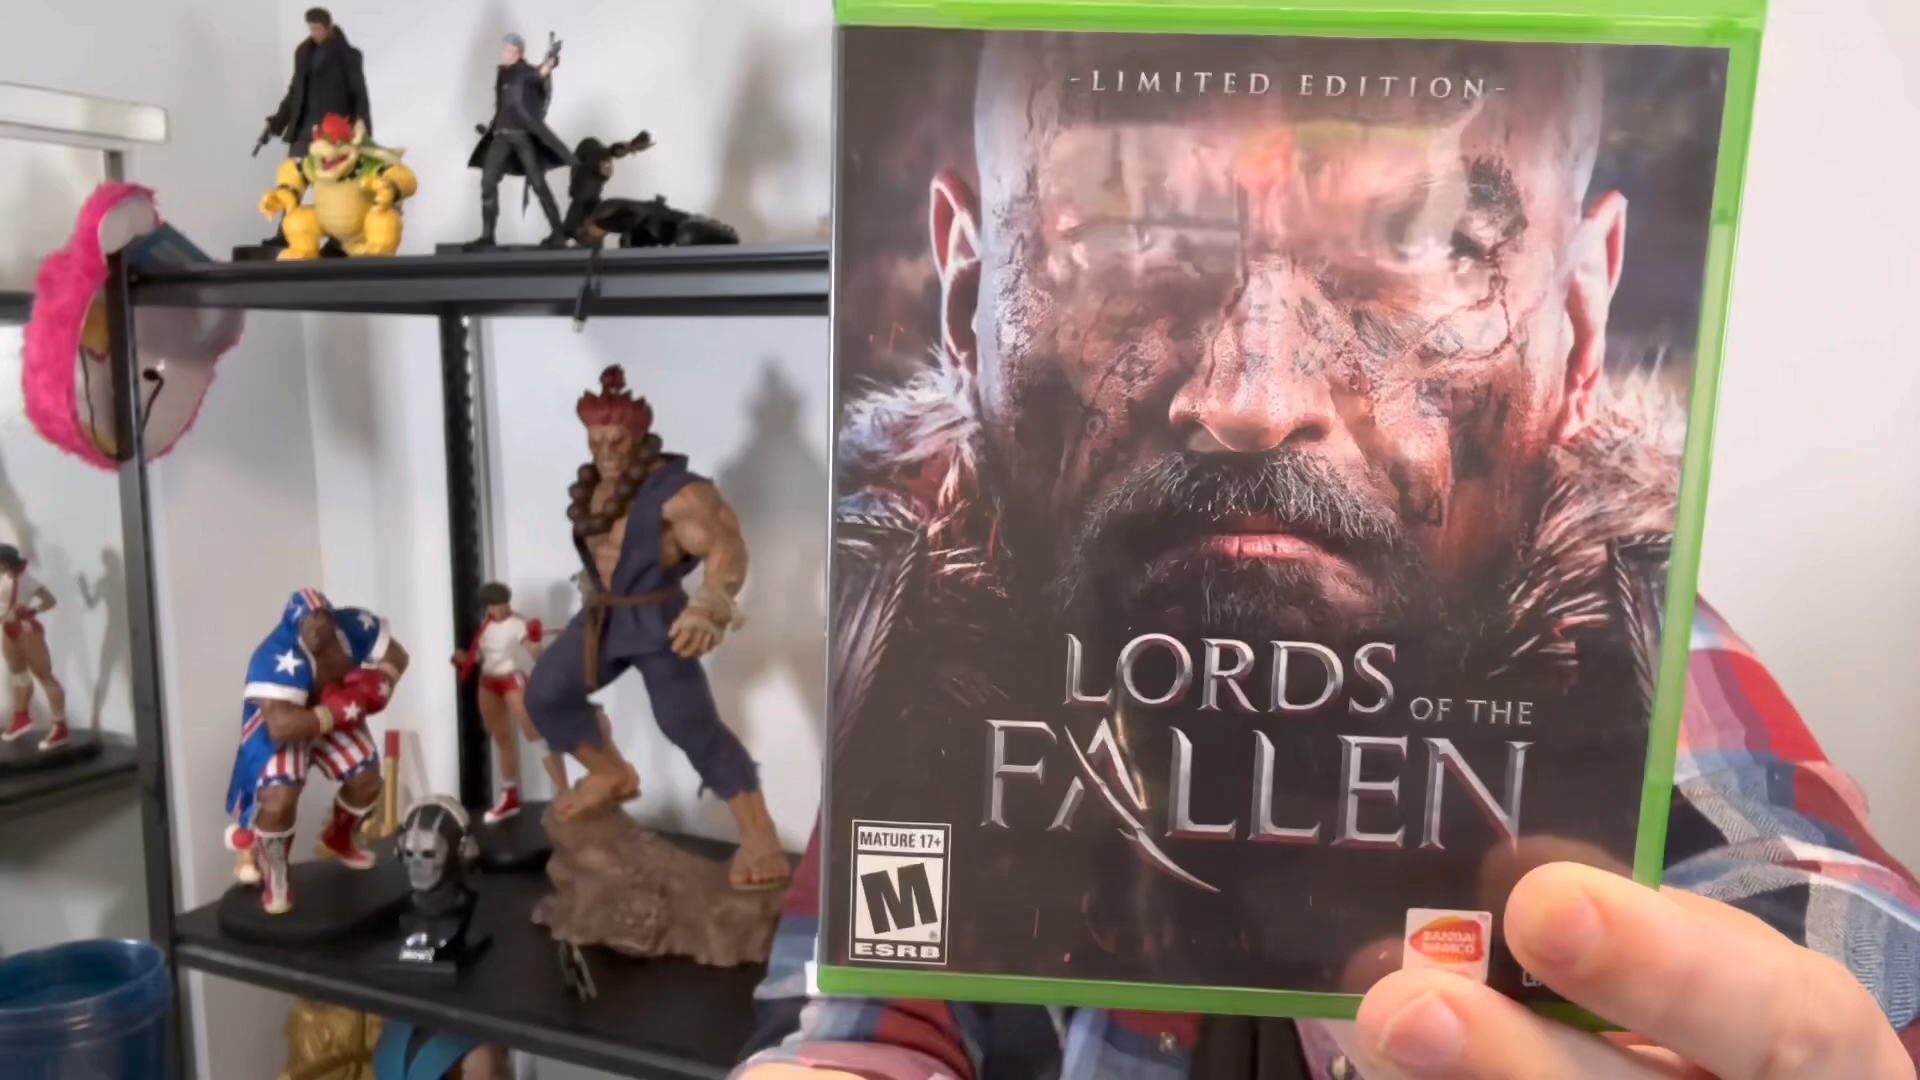 -LIMITED EDITION-
LORDS OF THE
FALLEN
MATURE 17+
M
ESRB
BANDAI
NAMCO